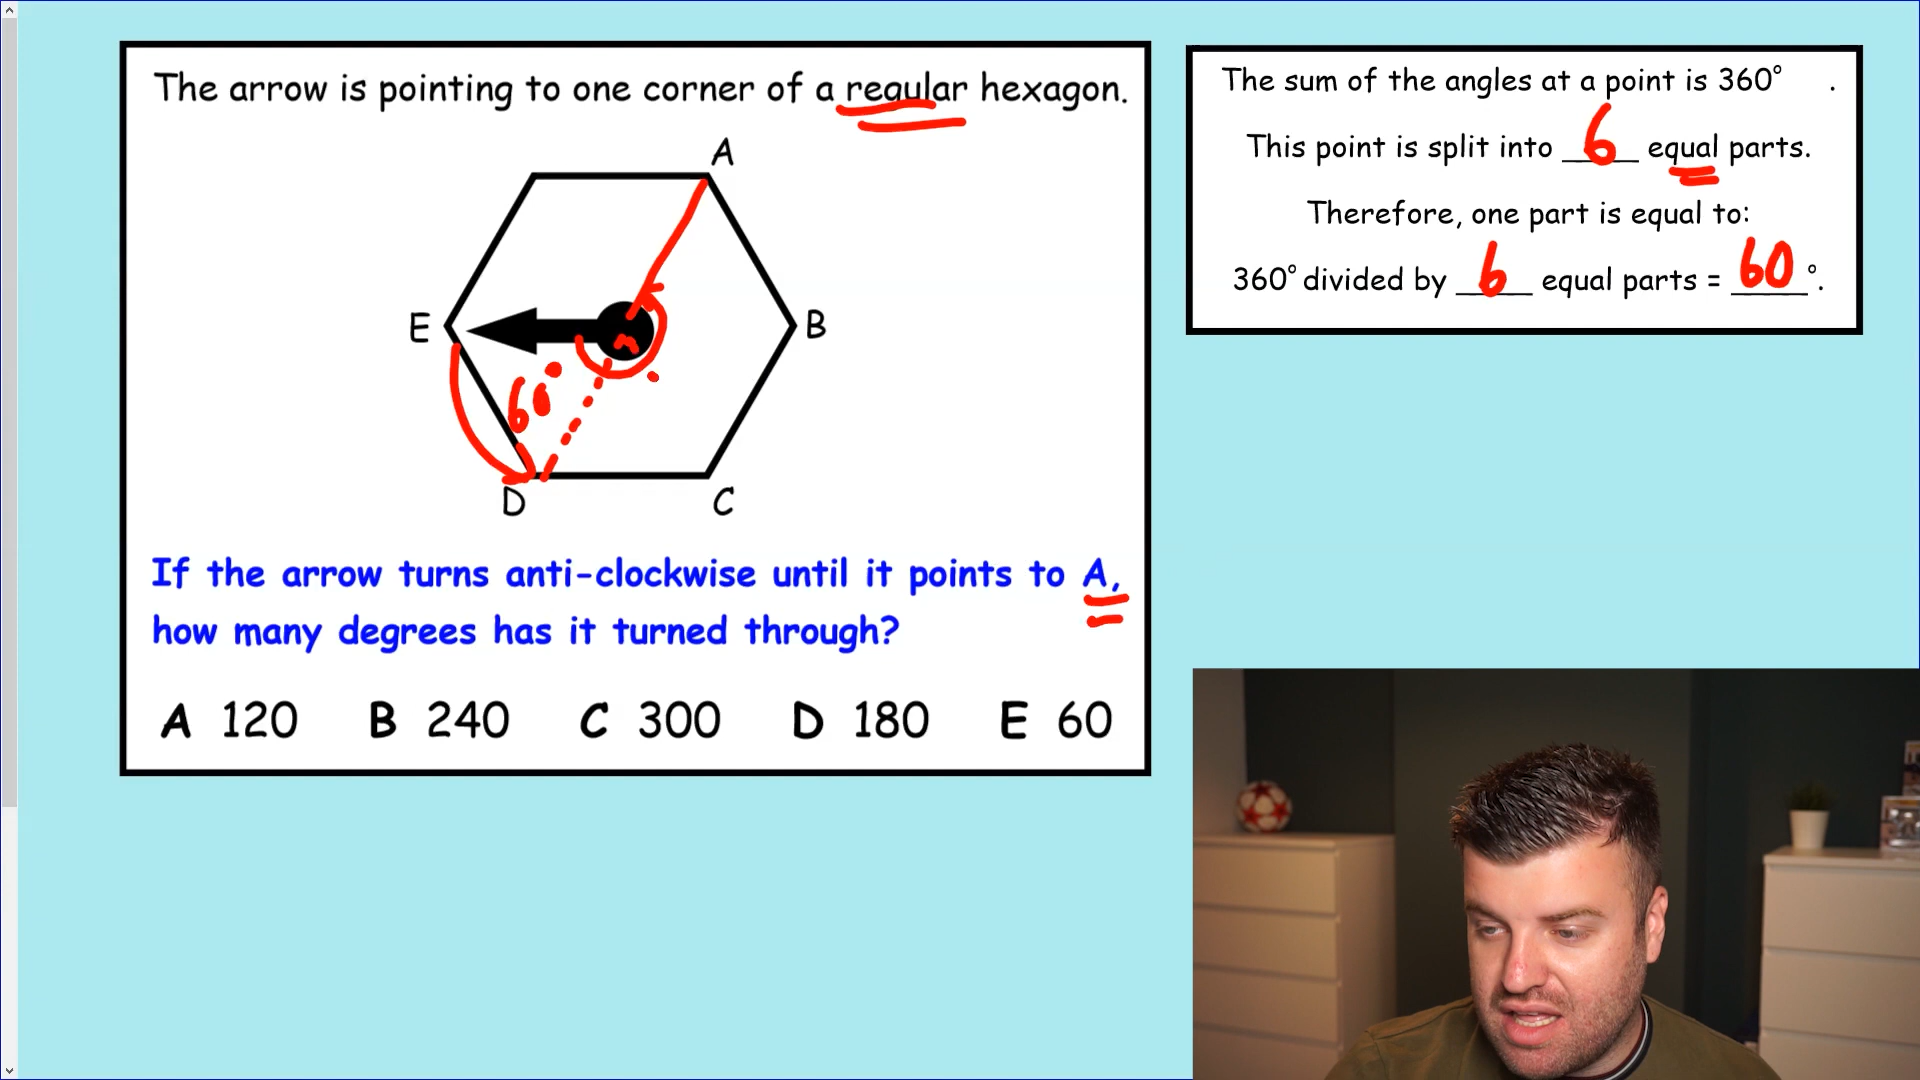 The arrow is pointing to one corner of a regular hexagon.
A
E
B
60°
D
C
If the arrow turns anti-clockwise until it points to A,
how many degrees has it turned through?
A 120 B 240 C 300 D 180 E 60
The sum of the angles at a point is 360° .
This point is split into 6 equal parts.
Therefore, one part is equal to:
360° divided by 6 equal parts = 60°.